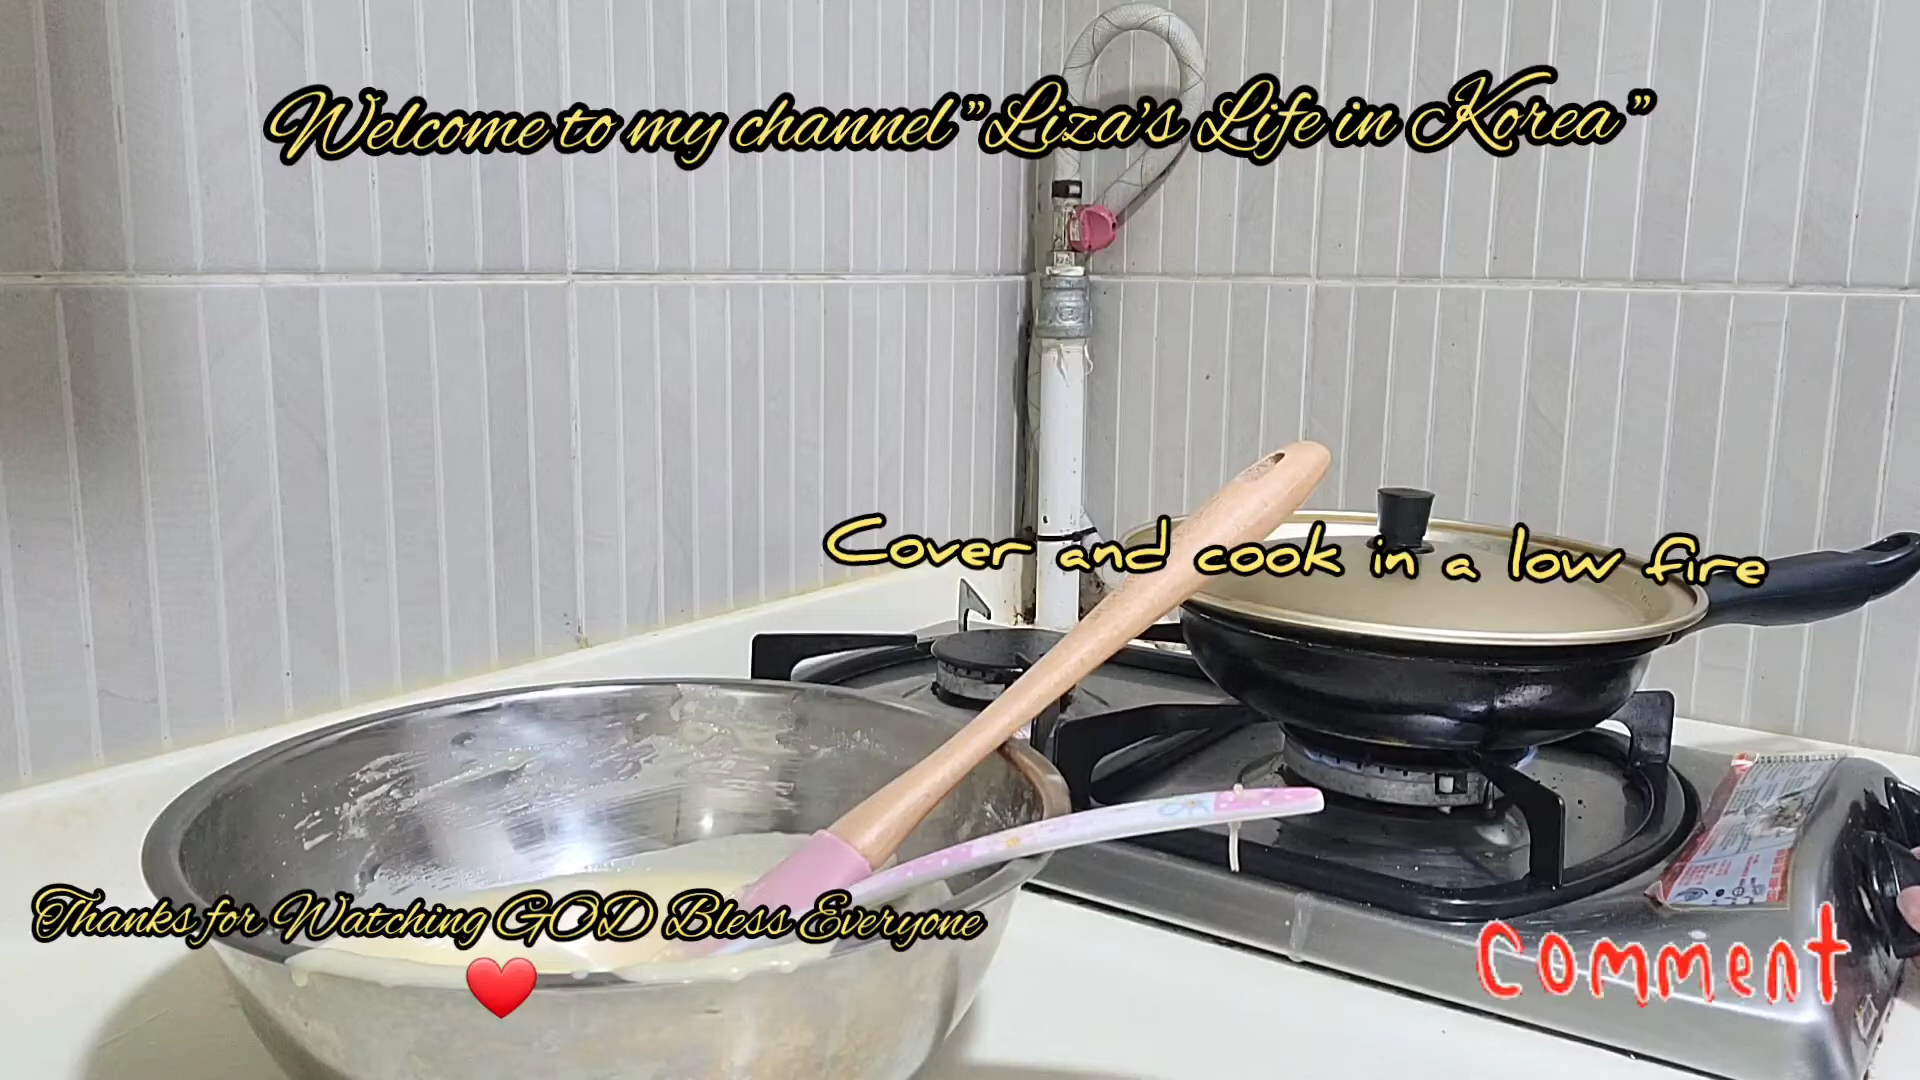 Welcome to my channel "Liza's Life in Korea"
Cover and cook in a low fire
Thanks for Watching GOD Bless Everyone
comment